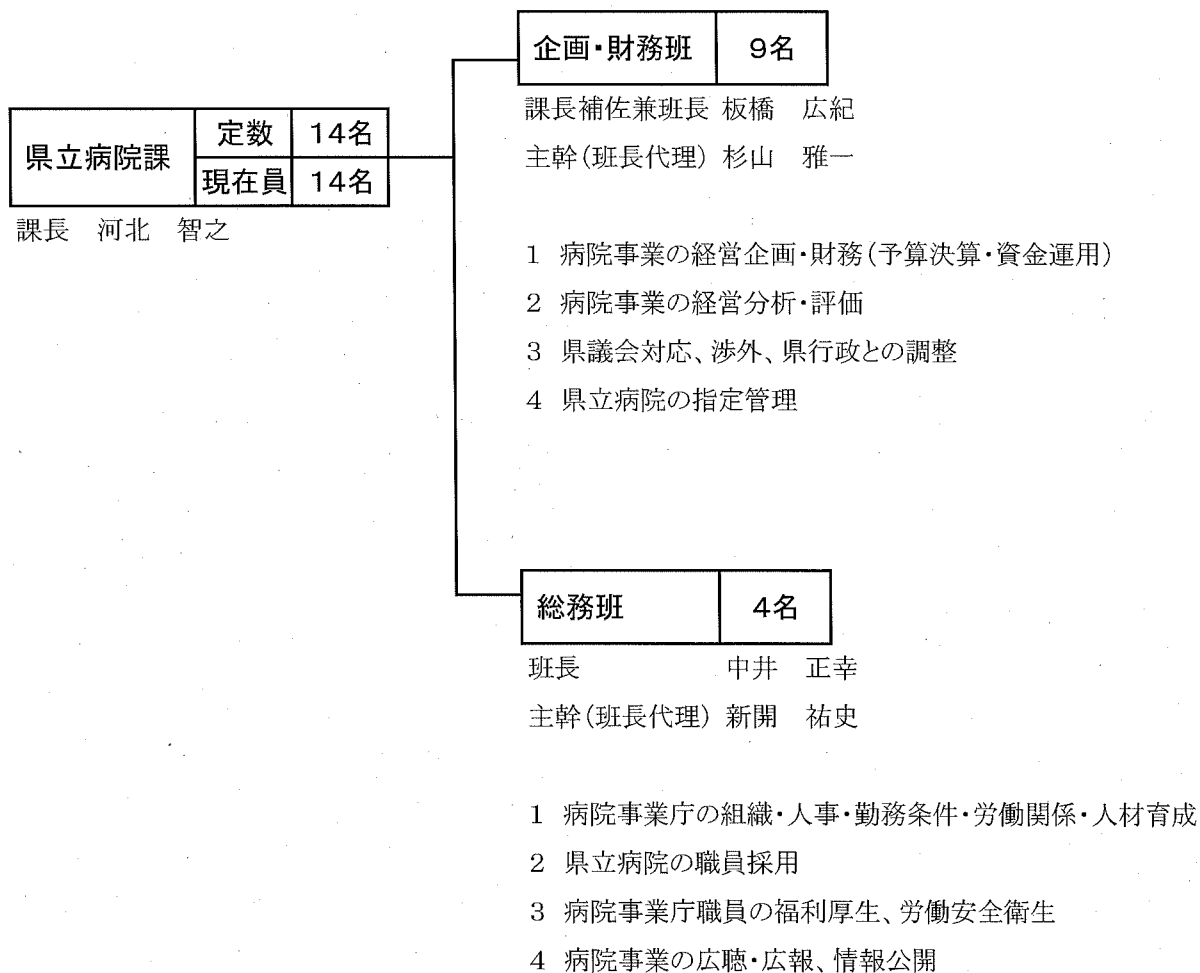 県立病院課 定数 14名
現在員 14名
課長 河北 智之
企画・財務班 9名
課長補佐兼班長 板橋 広紀
主幹(班長代理) 杉山 雅一
1 病院事業の経営企画・財務(予算決算・資金運用)
2 病院事業の経営分析・評価
3 県議会対応、渉外、県行政との調整
4 県立病院の指定管理
総務班 4名
班長 中井 正幸
主幹(班長代理) 新開 祐史
1 病院事業庁の組織・人事・勤務条件・労働関係・人材育成
2 県立病院の職員採用
3 病院事業庁職員の福利厚生、労働安全衛生
4 病院事業の広聴・広報、情報公開